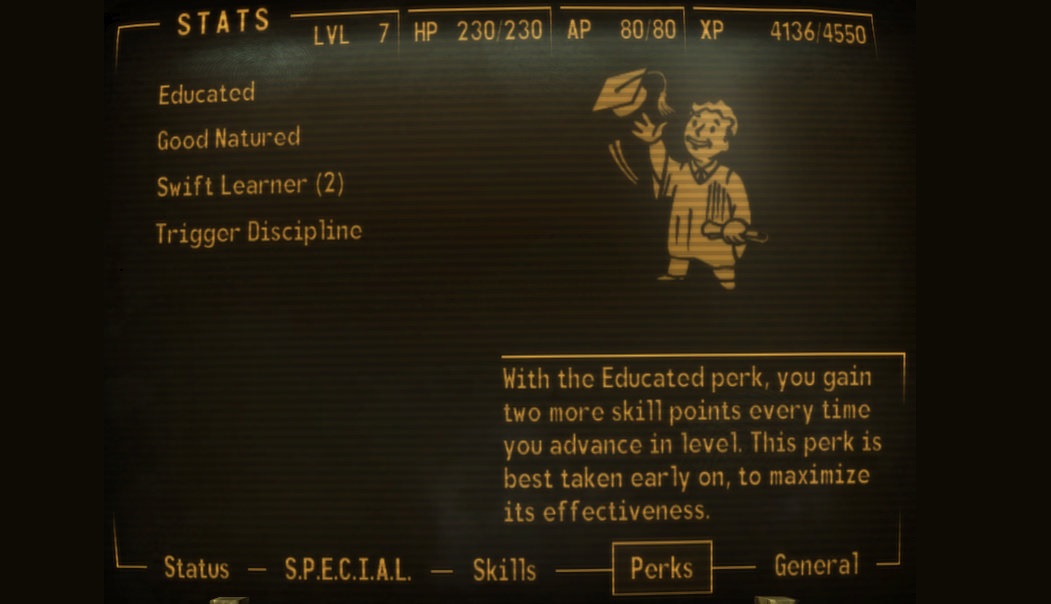 STATS
LVL 7 HP 230/230 AP 80/80 XP 4136/4550
Educated
Good Natured
Swift Learner (2)
Trigger Discipline
With the Educated perk, you gain
two more skill points every time
you advance in level. This perk is
best taken early on, to maximize
its effectiveness.
Status S.P.E.C.I.A.L. Skills Perks General